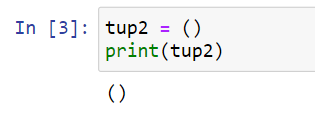 In [3]: tup2 = ()
print(tup2)
()